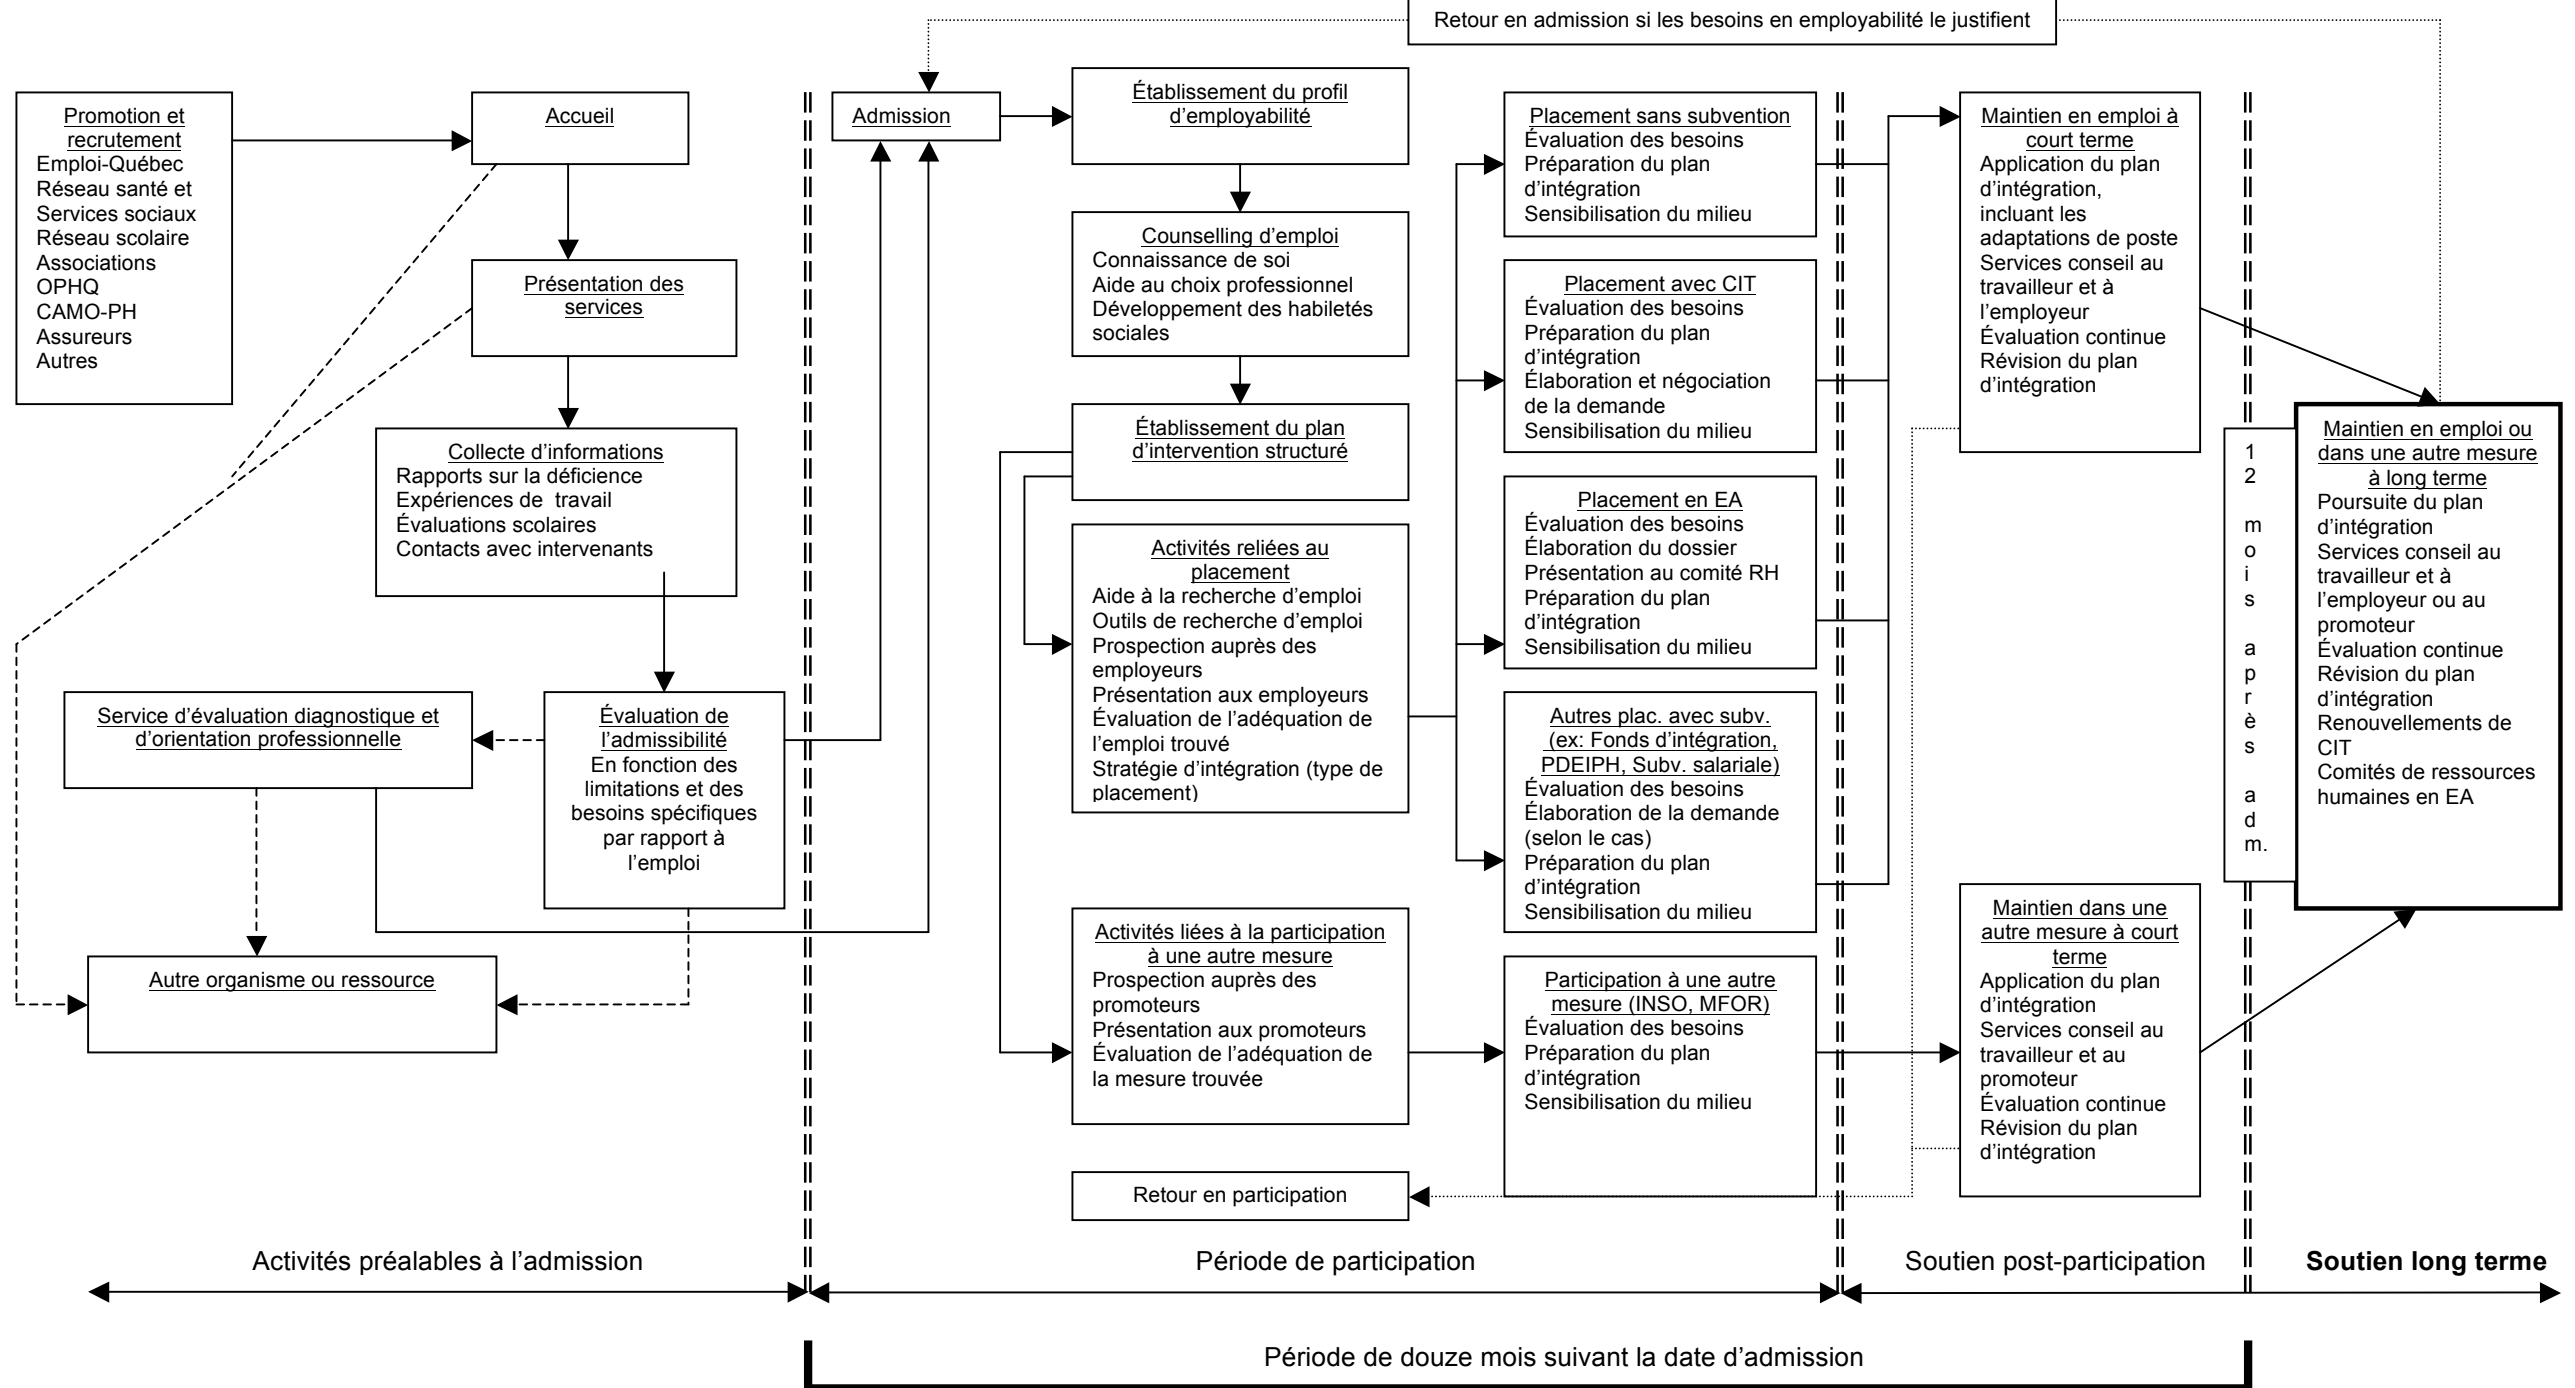 Retour en admission si les besoins en employabilité le justifient
Promotion et
recrutement
Emploi-Québec
Réseau santé et
Services sociaux
Réseau scolaire
Associations
OPHQ
CAMO-PH
Assureurs
Autres
Accueil
Présentation des
services
Collecte d’informations
Rapports sur la déficience
Expériences de travail
Évaluations scolaires
Contacts avec intervenants
Service d’évaluation diagnostique et
d’orientation professionnelle
Évaluation de
l’admissibilité
En fonction des
limitations et des
besoins spécifiques
par rapport à
l’emploi
Autre organisme ou ressource
Admission
Établissement du profil
d’employabilité
Counselling d’emploi
Connaissance de soi
Aide au choix professionnel
Développement des habiletés
sociales
Établissement du plan
d’intervention structuré
Activités reliées au
placement
Aide à la recherche d’emploi
Outils de recherche d’emploi
Prospection auprès des
employeurs
Présentation aux employeurs
Évaluation de l’adéquation de
l’emploi trouvé
Stratégie d’intégration (type de
placement)
Activités liées à la participation
à une autre mesure
Prospection auprès des
promoteurs
Présentation aux promoteurs
Évaluation de l’adéquation de
la mesure trouvée
Retour en participation
Placement sans subvention
Évaluation des besoins
Préparation du plan
d’intégration
Sensibilisation du milieu
Placement avec CIT
Évaluation des besoins
Préparation du plan
d’intégration
Élaboration et négociation
de la demande
Sensibilisation du milieu
Placement en EA
Évaluation des besoins
Élaboration du dossier
Présentation au comité RH
Préparation du plan
d’intégration
Sensibilisation du milieu
Autres plac. avec subv.
(ex: Fonds d’intégration,
PDEIPH, Subv. salariale)
Évaluation des besoins
Élaboration de la demande
(selon le cas)
Préparation du plan
d’intégration
Sensibilisation du milieu
Participation à une autre
mesure (INSO, MFOR)
Évaluation des besoins
Préparation du plan
d’intégration
Sensibilisation du milieu
Maintien en emploi à
court terme
Application du plan
d’intégration,
incluant les
adaptations de poste
Services conseil au
travailleur et à
l’employeur
Évaluation continue
Révision du plan
d’intégration
Maintien dans une
autre mesure à court
terme
Application du plan
d’intégration
Services conseil au
travailleur et au
promoteur
Évaluation continue
Révision du plan
d’intégration
12 mois après adm.
Maintien en emploi ou
dans une autre mesure
à long terme
Poursuite du plan
d’intégration
Services conseil au
travailleur et à
l’employeur ou au
promoteur
Évaluation continue
Révision du plan
d’intégration
Renouvellements de
CIT
Comités de ressources
humaines en EA
Activités préalables à l’admission
Période de participation
Soutien post-participation
Soutien long terme
Période de douze mois suivant la date d’admission